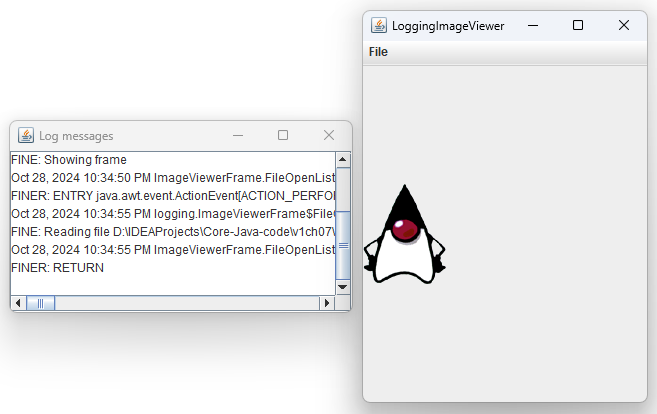 LoggingImageViewer
File
Log messages
FINE: Showing frame
Oct 28, 2024 10:34:50 PM ImageViewerFrame.FileOpenList
FINER: ENTRY java.awt.event.ActionEvent[ACTION_PERFO
Oct 28, 2024 10:34:55 PM logging.ImageViewerFrame$File
FINE: Reading file D:\IDEAProjects\Core-Java-code\v1ch07\
Oct 28, 2024 10:34:55 PM ImageViewerFrame.FileOpenList
FINER: RETURN